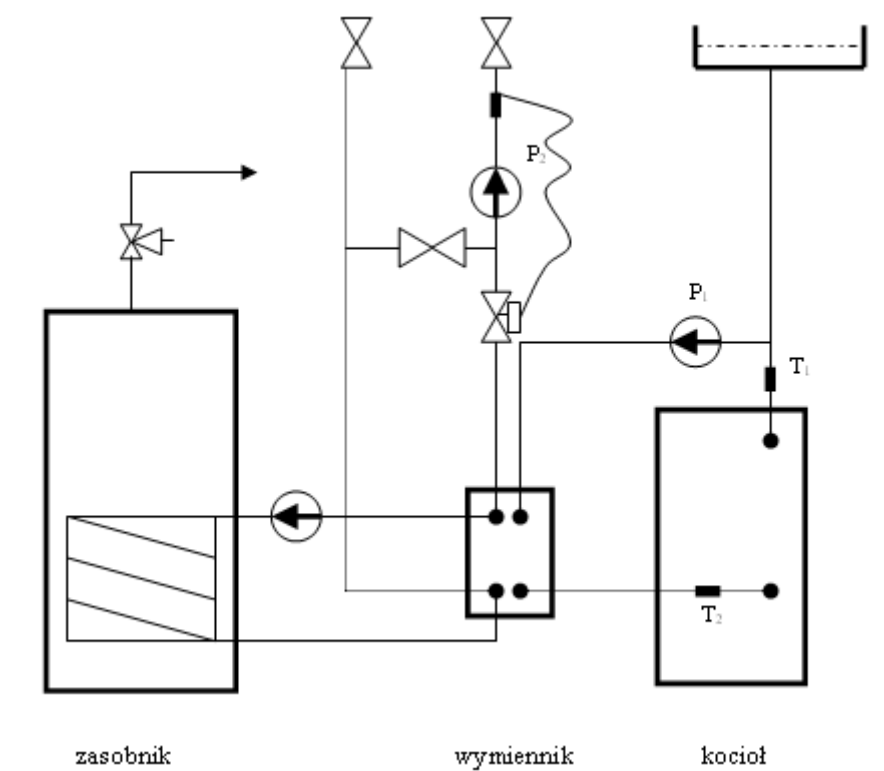 P₂
P₁
T₁
T₂
zasobnik wymiennik kocioł